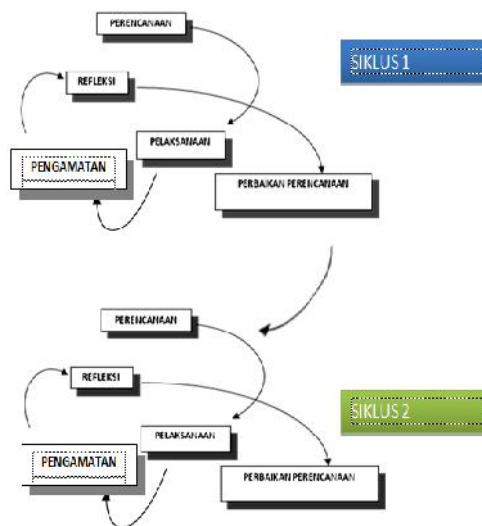 PERENCANAAN
SIKLUS 1
REFLEKSI
PELAKSANAAN
PENGAMATAN
PERBAIKAN PERENCANAAN
PERENCANAAN
REFLEKSI
SIKLUS 2
PELAKSANAAN
PENGAMATAN
PERBAIKAN PERENCANAAN